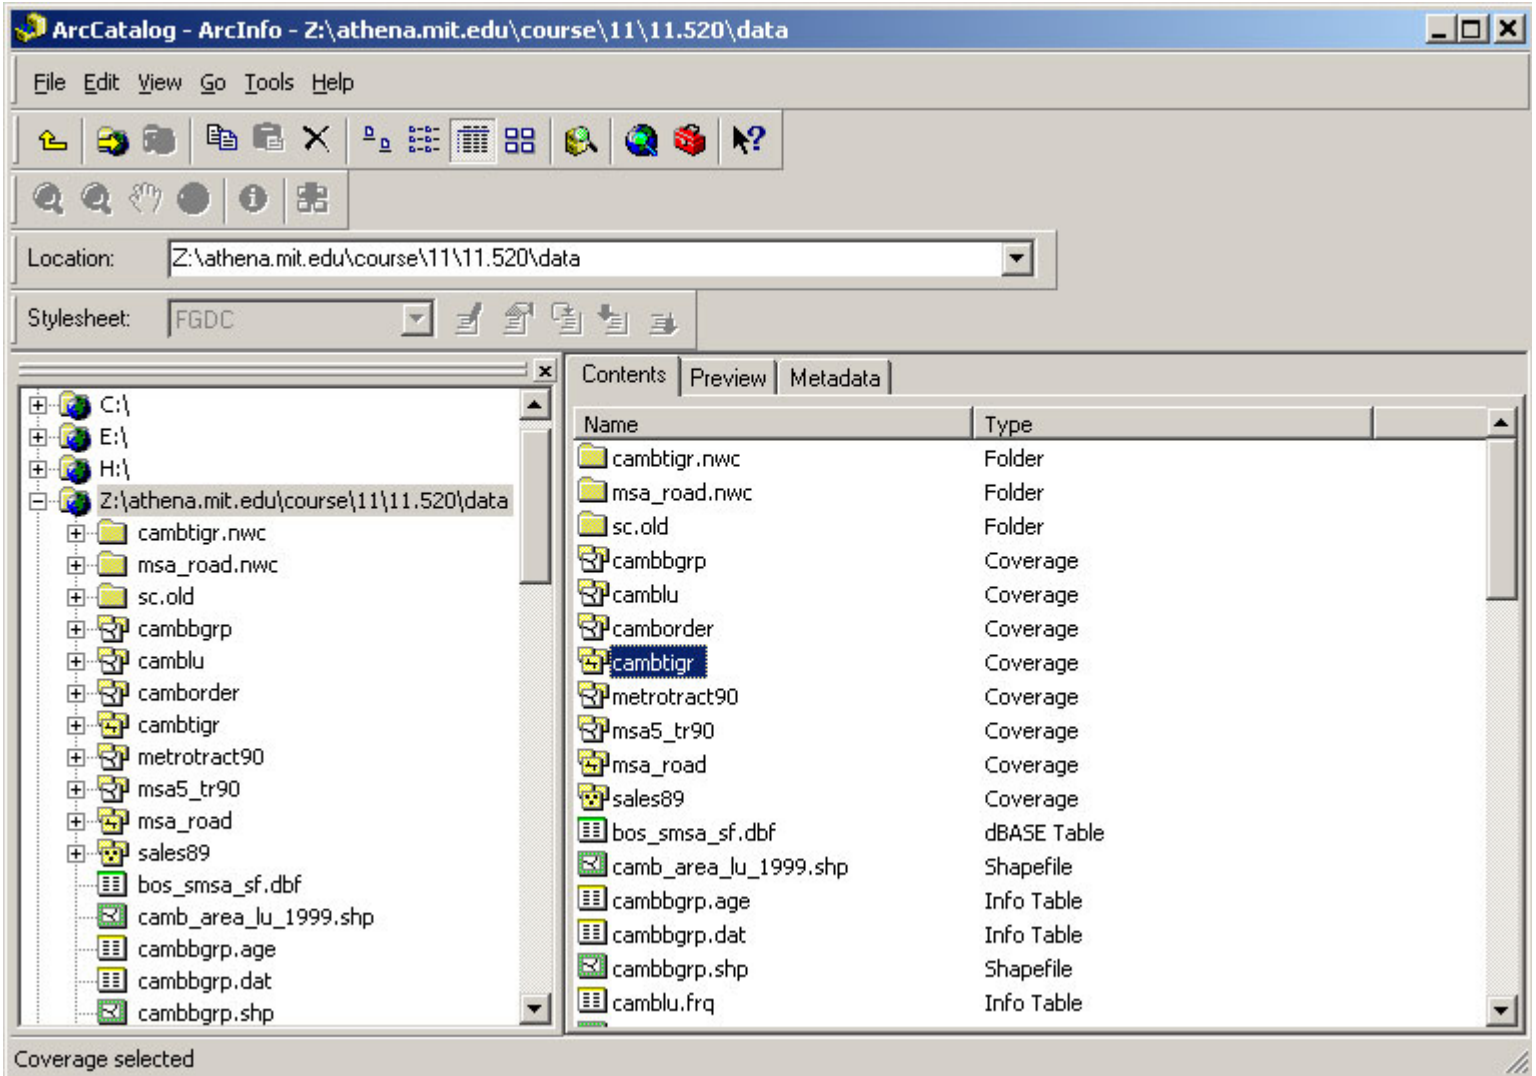 ArcCatalog - ArcInfo - Z:\athena.mit.edu\course\11\11.520\data
File Edit View Go Tools Help
Location: Z:\athena.mit.edu\course\11\11.520\data
Stylesheet: FGDC
C:\
E:\
H:\
Z:\athena.mit.edu\course\11\11.520\data
cambtigr.nwc
msa_road.nwc
sc.old
cambbgrp
camblu
camborder
cambtigr
metrotract90
msa5_tr90
msa_road
sales89
bos_smsa_sf.dbf
camb_area_lu_1999.shp
cambbgrp.age
cambbgrp.dat
cambbgrp.shp
Contents Preview Metadata
Name Type
cambtigr.nwc Folder
msa_road.nwc Folder
sc.old Folder
cambbgrp Coverage
camblu Coverage
camborder Coverage
cambtigr Coverage
metrotract90 Coverage
msa5_tr90 Coverage
msa_road Coverage
sales89 Coverage
bos_smsa_sf.dbf dBASE Table
camb_area_lu_1999.shp Shapefile
cambbgrp.age Info Table
cambbgrp.dat Info Table
cambbgrp.shp Shapefile
camblu.frq Info Table
Coverage selected